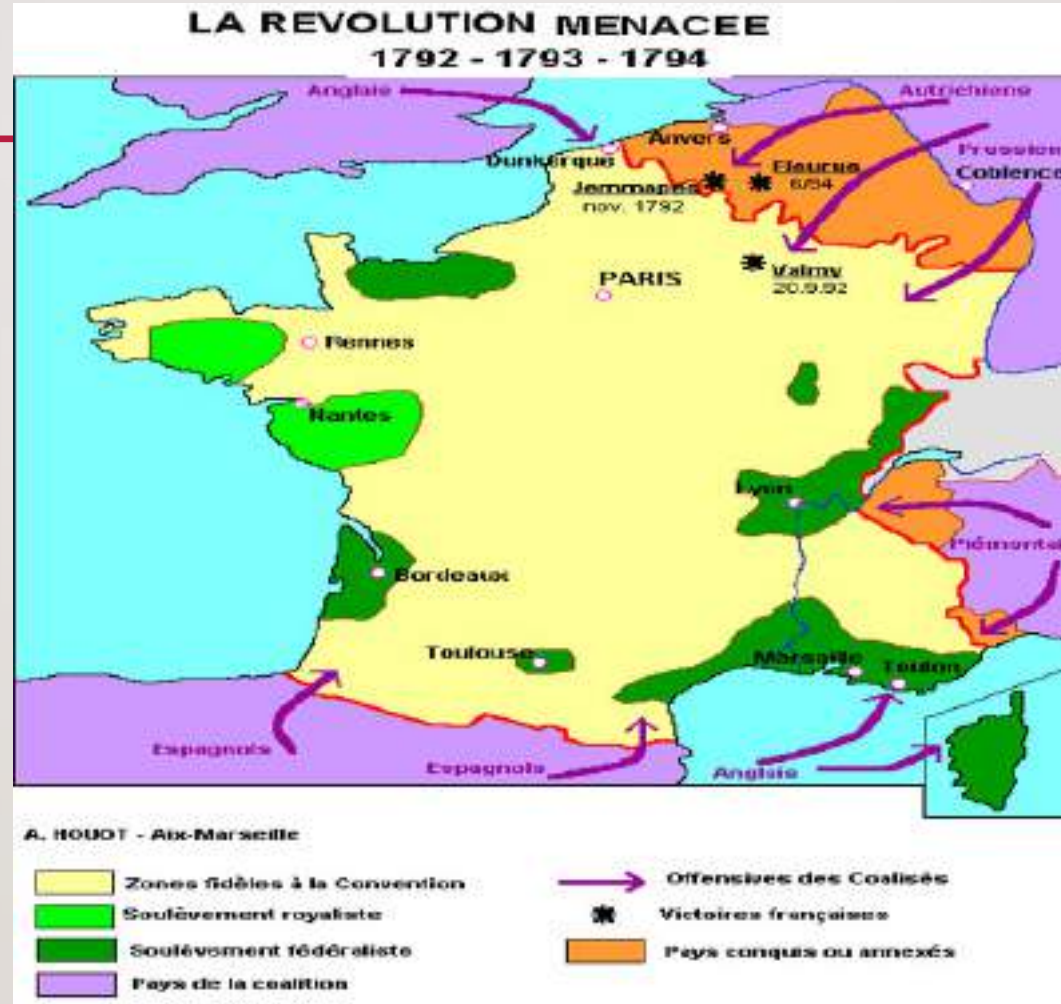 LA REVOLUTION MENACEE
1792 - 1793 - 1794
Anglais
Autrichiens
Anvers
Dunkerque
Fleurus
6/94
Prussiens
Coblence
Jemmapes
nov. 1792
Valmy
20.9.92
PARIS
Rennes
Nantes
Lyon
Piémontais
Bordeaux
Toulouse
Marseille
Toulon
Espagnols
Espagnols
Anglais
A. HOUOT - Aix-Marseille
Zones fidèles à la Convention
Offensives des Coalisés
Soulèvement royaliste
Victoires françaises
Soulèvement fédéraliste
Pays conquis ou annexés
Pays de la coalition